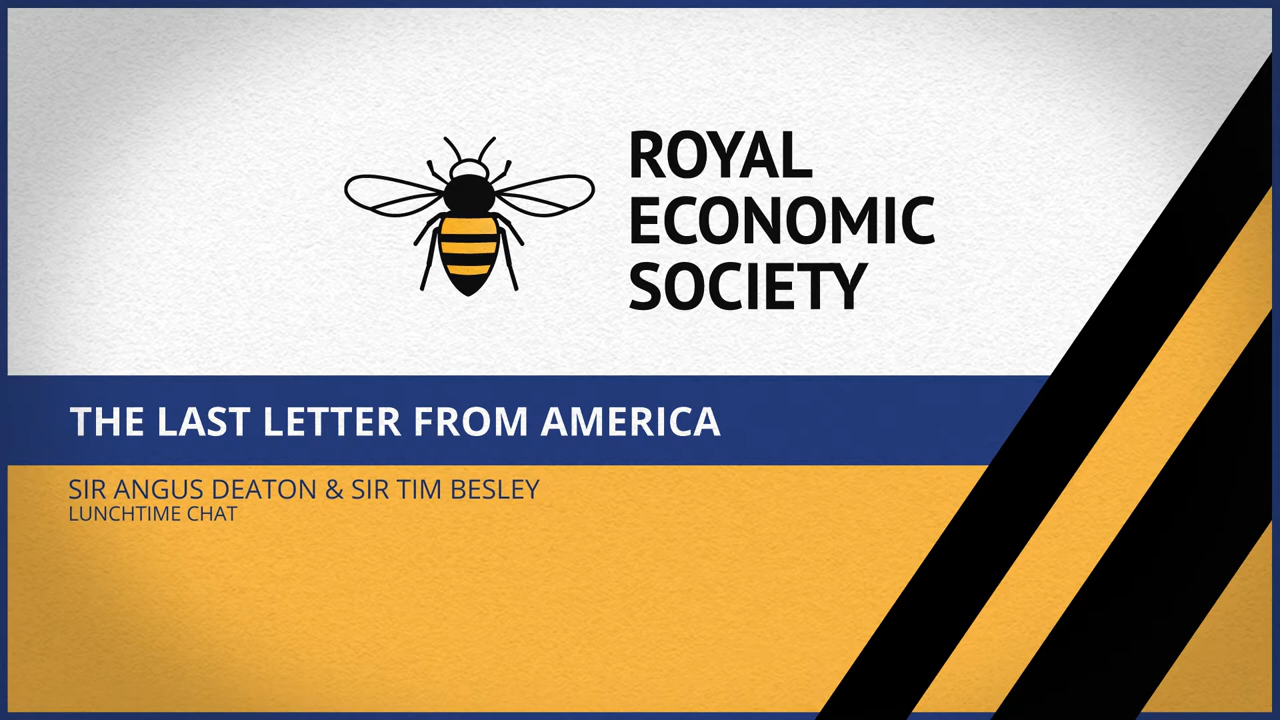 ROYAL
ECONOMIC
SOCIETY
THE LAST LETTER FROM AMERICA
SIR ANGUS DEATON & SIR TIM BESLEY
LUNCHTIME CHAT